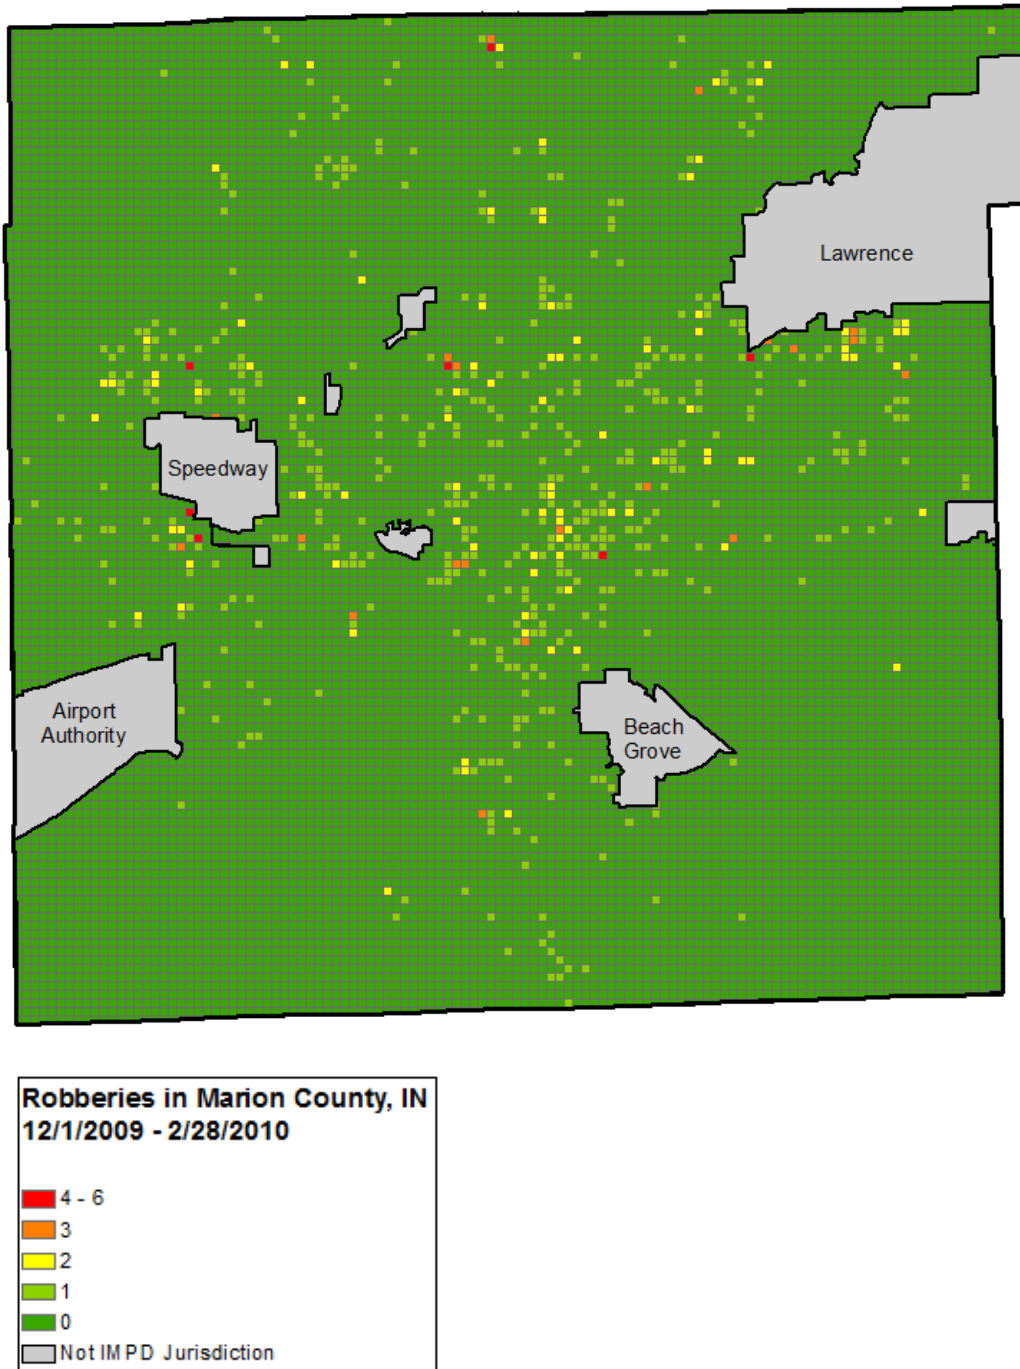 Lawrence
Speedway
Airport
Authority
Beach
Grove
Robberies in Marion County, IN
12/1/2009 - 2/28/2010
4 - 6
3
2
1
0
Not IMPD Jurisdiction